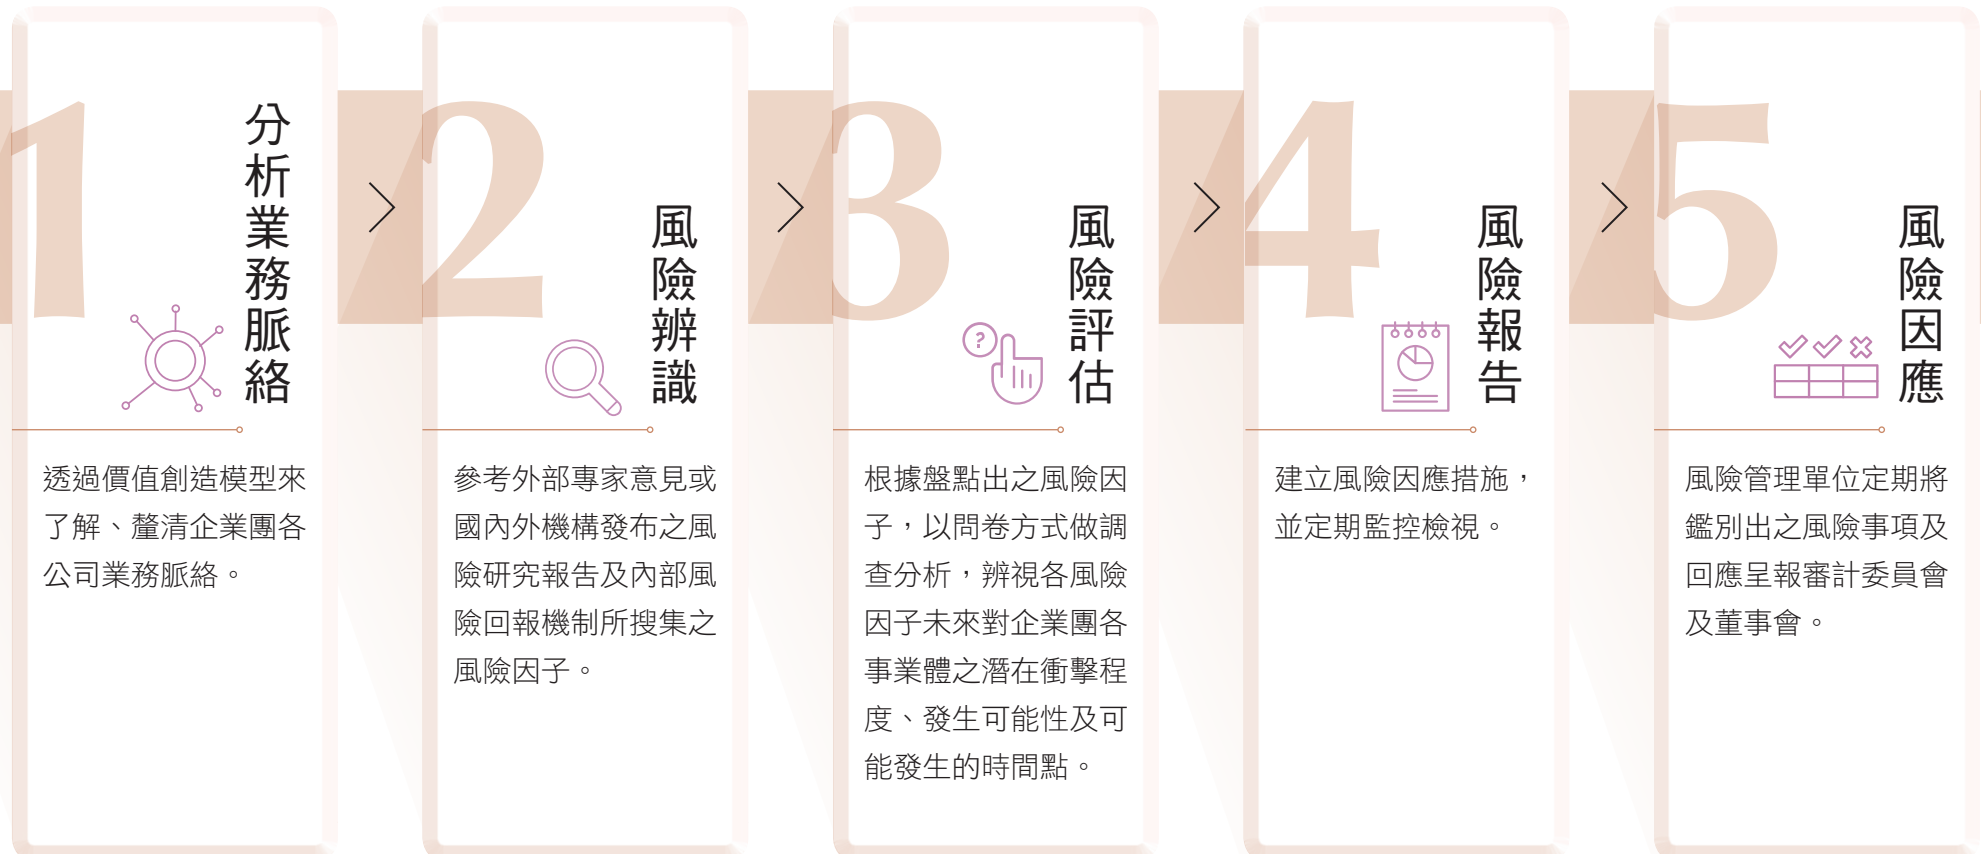 1
分析業務脈絡
透過價值創造模型來
了解、釐清企業團各
公司業務脈絡。
2
風險辨識
參考外部專家意見或
國內外機構發布之風
險研究報告及內部風
險回報機制所搜集之
風險因子。
3
風險評估
?
根據盤點出之風險因
子，以問卷方式做調
查分析，辨視各風險
因子未來對企業團各
事業體之潛在衝擊程
度、發生可能性及可
能發生的時間點。
4
風險報告
建立風險因應措施，
並定期監控檢視。
5
風險因應
風險管理單位定期將
鑑別出之風險事項及
回應呈報審計委員會
及董事會。